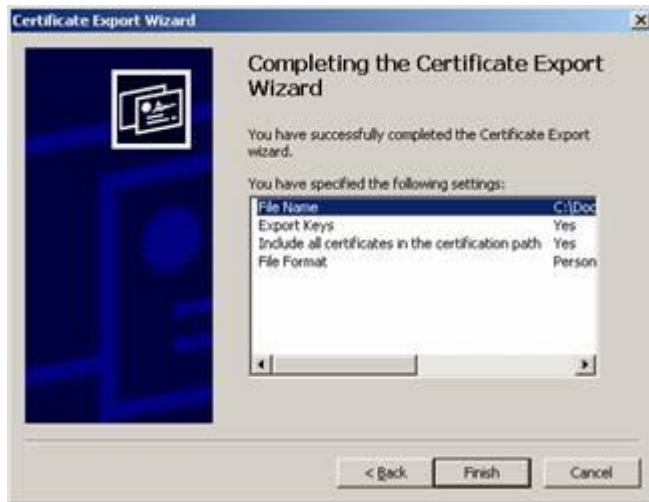 Certificate Export Wizard
Completing the Certificate Export
Wizard
You have successfully completed the Certificate Export
wizard.
You have specified the following settings:
File Name C:\Doc
Export Keys Yes
Include all certificates in the certification path Yes
File Format Person
< Back Finish Cancel